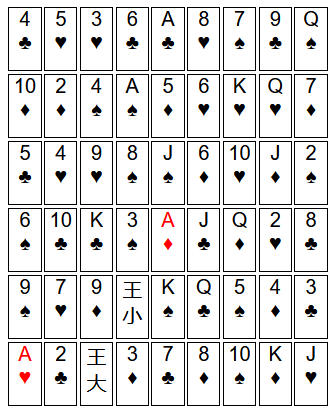 4 5 3 6 A 8 7 9 Q
♣ ♥ ♥ ♣ ♣ ♥ ♠ ♣ ♠
10 2 4 A 5 6 K Q 7
♦ ♦ ♠ ♠ ♦ ♥ ♥ ♥ ♦
5 4 9 8 J 6 10 J 2
♣ ♥ ♥ ♠ ♠ ♦ ♥ ♦ ♠
6 10 K 3 A J Q 2 8
♠ ♣ ♣ ♠ ♦ ♣ ♦ ♥ ♣
9 7 9 王 K Q 5 4 3
♠ ♥ ♦ 小 ♠ ♣ ♠ ♦ ♣
A 2 王 3 7 8 10 K J
♥ ♣ 大 ♦ ♣ ♦ ♠ ♦ ♥